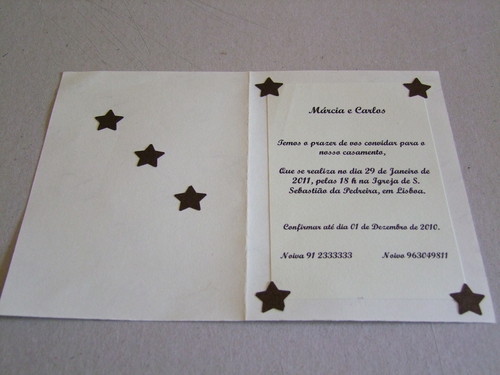 Márcia e Carlos
Temos o prazer de vos convidar para o
nosso casamento,
Que se realiza no dia 29 de Janeiro de
2011, pelas 18 h na Igreja de S.
Sebastião da Pedreira, em Lisboa.
Confirmar até dia 01 de Dezembro de 2010.
Noiva 91 2333333 Noivo 963049811